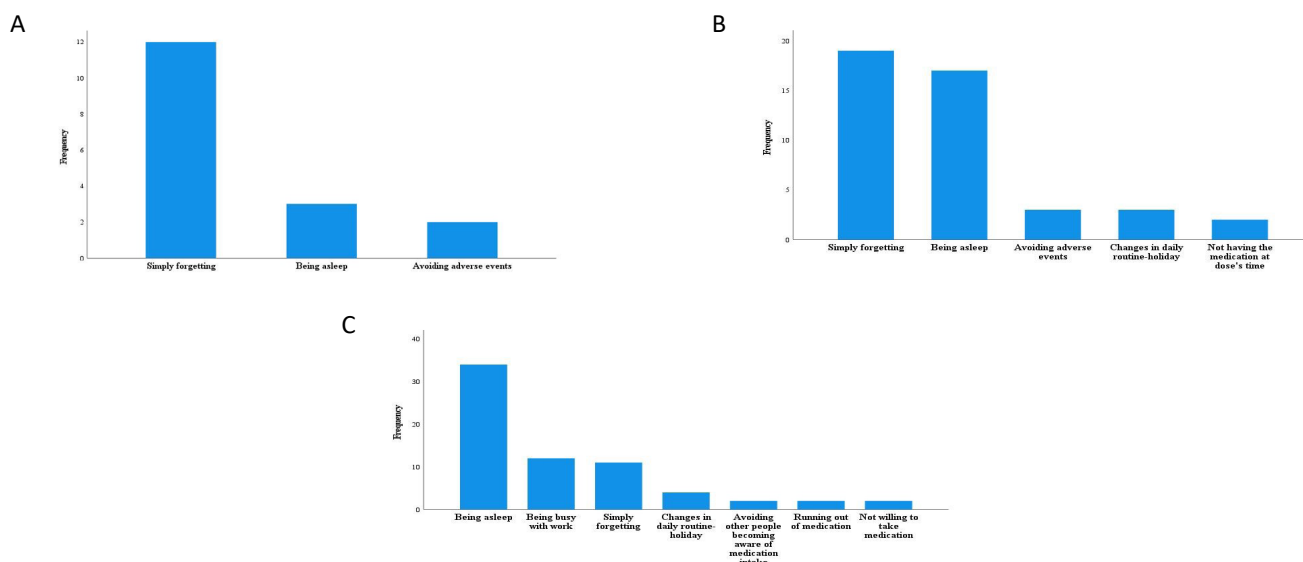 A
12
10
8
6
4
2
0
Frequency
Simply forgetting
Being asleep
Avoiding adverse events
B
20
15
10
5
0
Frequency
Simply forgetting
Being asleep
Avoiding adverse
events
Changes in daily
routine-holiday
Not having the
medication at
dose's time
C
40
30
20
10
0
Frequency
Being asleep
Being busy
with work
Simply
forgetting
Changes in
daily routine-
holiday
Avoiding
other people
becoming
aware of
medication
Running out
of medication
Not willing to
take
medication